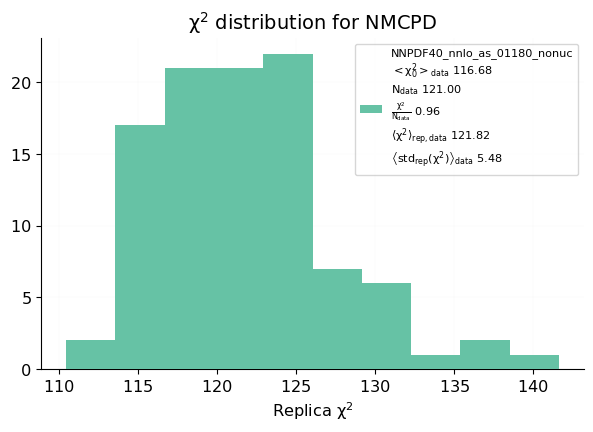 χ² distribution for NMCPD
NNPDF40_nnlo_as_01180_nonuc
< χ₀² >data 116.68
Ndata 121.00
χ²/Ndata 0.96
⟨χ²⟩rep,data 121.82
⟨stdrep(χ²)⟩data 5.48
20
15
10
5
0
110 115 120 125 130 135 140
Replica χ²